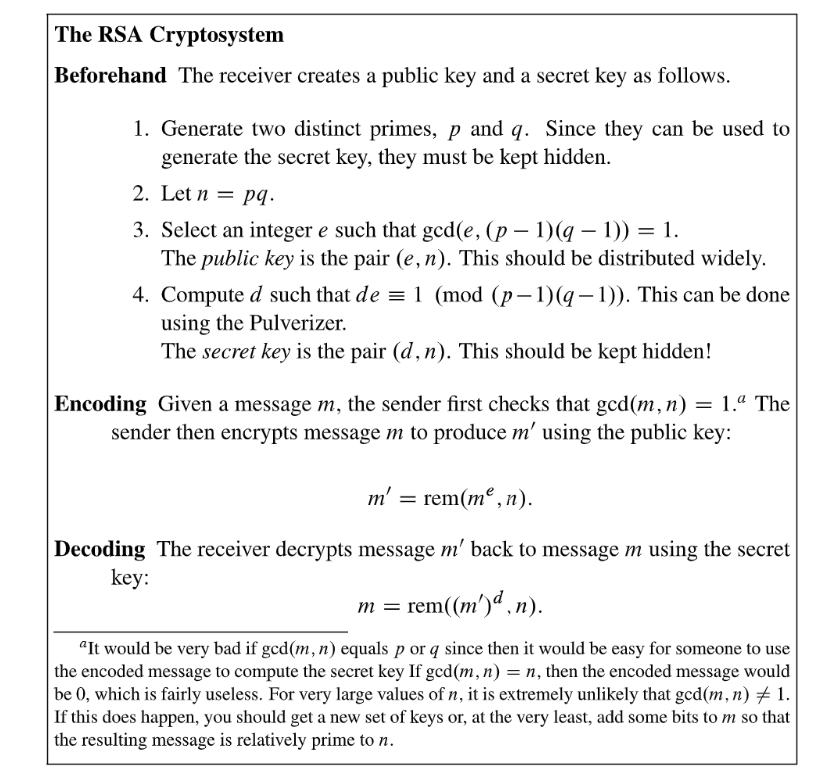 The RSA Cryptosystem
Beforehand The receiver creates a public key and a secret key as follows.
1. Generate two distinct primes, p and q. Since they can be used to
generate the secret key, they must be kept hidden.
2. Let n = pq.
3. Select an integer e such that gcd(e, (p − 1)(q − 1)) = 1.
The public key is the pair (e, n). This should be distributed widely.
4. Compute d such that de ≡ 1 (mod (p−1)(q−1)). This can be done
using the Pulverizer.
The secret key is the pair (d, n). This should be kept hidden!
Encoding Given a message m, the sender first checks that gcd(m, n) = 1.ᵃ The
sender then encrypts message m to produce m′ using the public key:
m′ = rem(mᵉ, n).
Decoding The receiver decrypts message m′ back to message m using the secret
key:
m = rem((m′)ᵈ, n).
ᵃIt would be very bad if gcd(m, n) equals p or q since then it would be easy for someone to use
the encoded message to compute the secret key If gcd(m, n) = n, then the encoded message would
be 0, which is fairly useless. For very large values of n, it is extremely unlikely that gcd(m, n) ≠ 1.
If this does happen, you should get a new set of keys or, at the very least, add some bits to m so that
the resulting message is relatively prime to n.